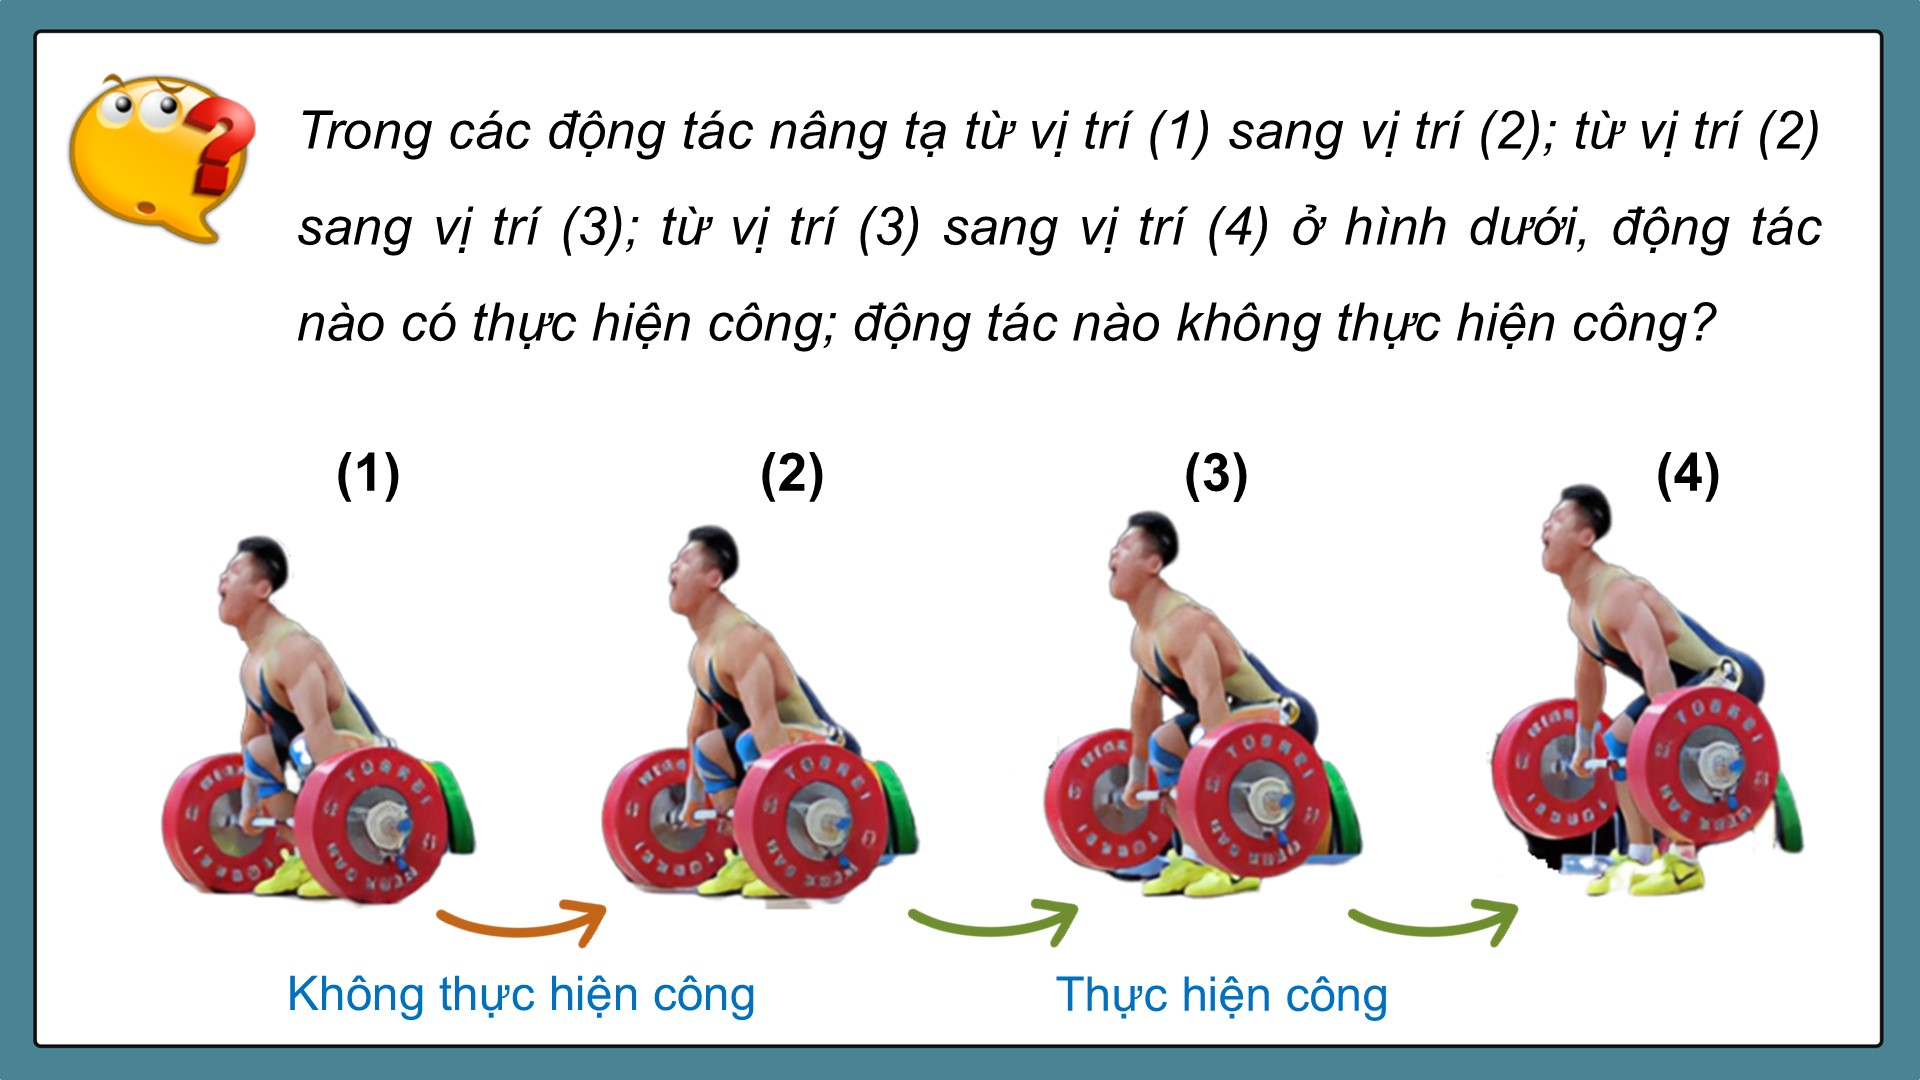 Trong các động tác nâng tạ từ vị trí (1) sang vị trí (2); từ vị trí (2)
sang vị trí (3); từ vị trí (3) sang vị trí (4) ở hình dưới, động tác
nào có thực hiện công; động tác nào không thực hiện công?
(1) (2) (3) (4)
Không thực hiện công Thực hiện công